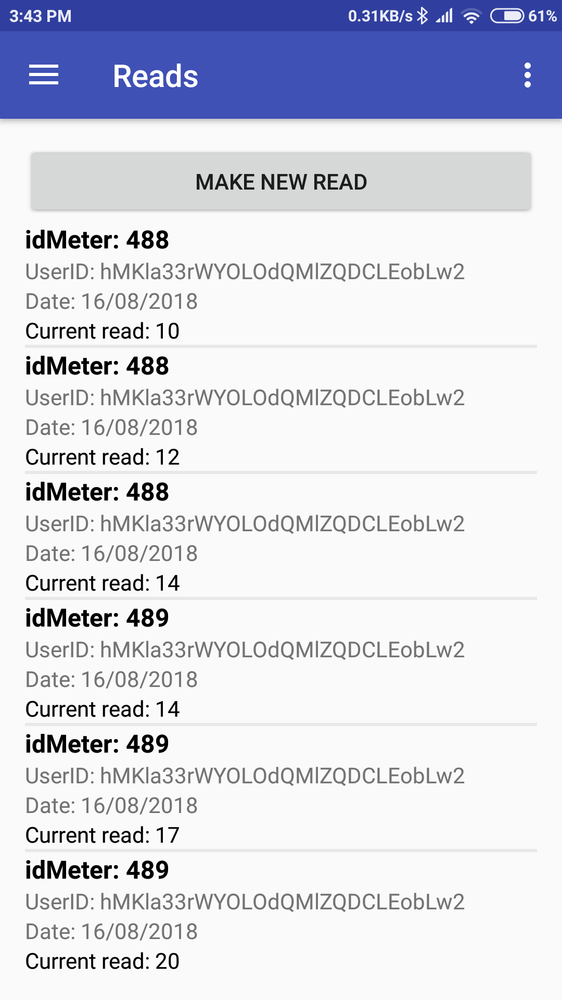 3:43 PM 0.31KB/s 61%
Reads
MAKE NEW READ
idMeter: 488
UserID: hMKla33rWYOLOdQMlZQDCLEobLw2
Date: 16/08/2018
Current read: 10
idMeter: 488
UserID: hMKla33rWYOLOdQMlZQDCLEobLw2
Date: 16/08/2018
Current read: 12
idMeter: 488
UserID: hMKla33rWYOLOdQMlZQDCLEobLw2
Date: 16/08/2018
Current read: 14
idMeter: 489
UserID: hMKla33rWYOLOdQMlZQDCLEobLw2
Date: 16/08/2018
Current read: 14
idMeter: 489
UserID: hMKla33rWYOLOdQMlZQDCLEobLw2
Date: 16/08/2018
Current read: 17
idMeter: 489
UserID: hMKla33rWYOLOdQMlZQDCLEobLw2
Date: 16/08/2018
Current read: 20